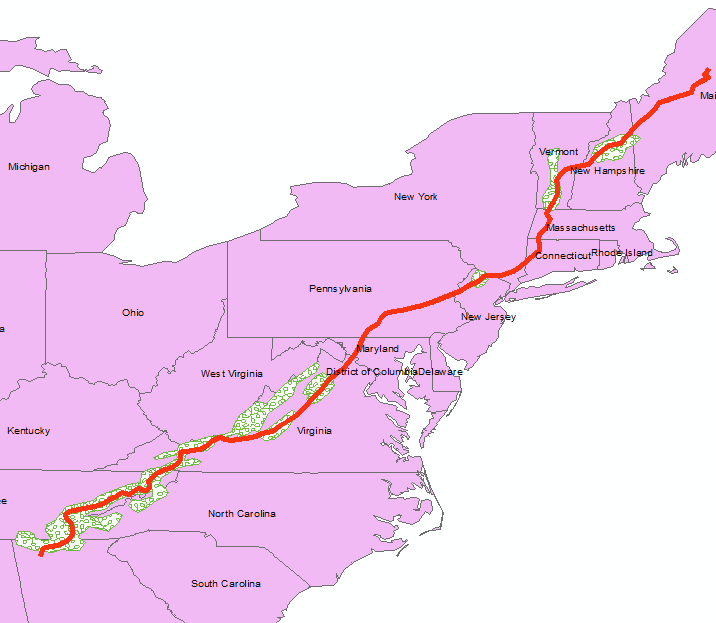 Mai
Vermont
Michigan
New Hampshire
New York
Massachusetts
Rhode Island
Connecticut
Pennsylvania
Ohio
New Jersey
a
Maryland
West Virginia
District of Columbia
Delaware
Kentucky
Virginia
ee
North Carolina
South Carolina